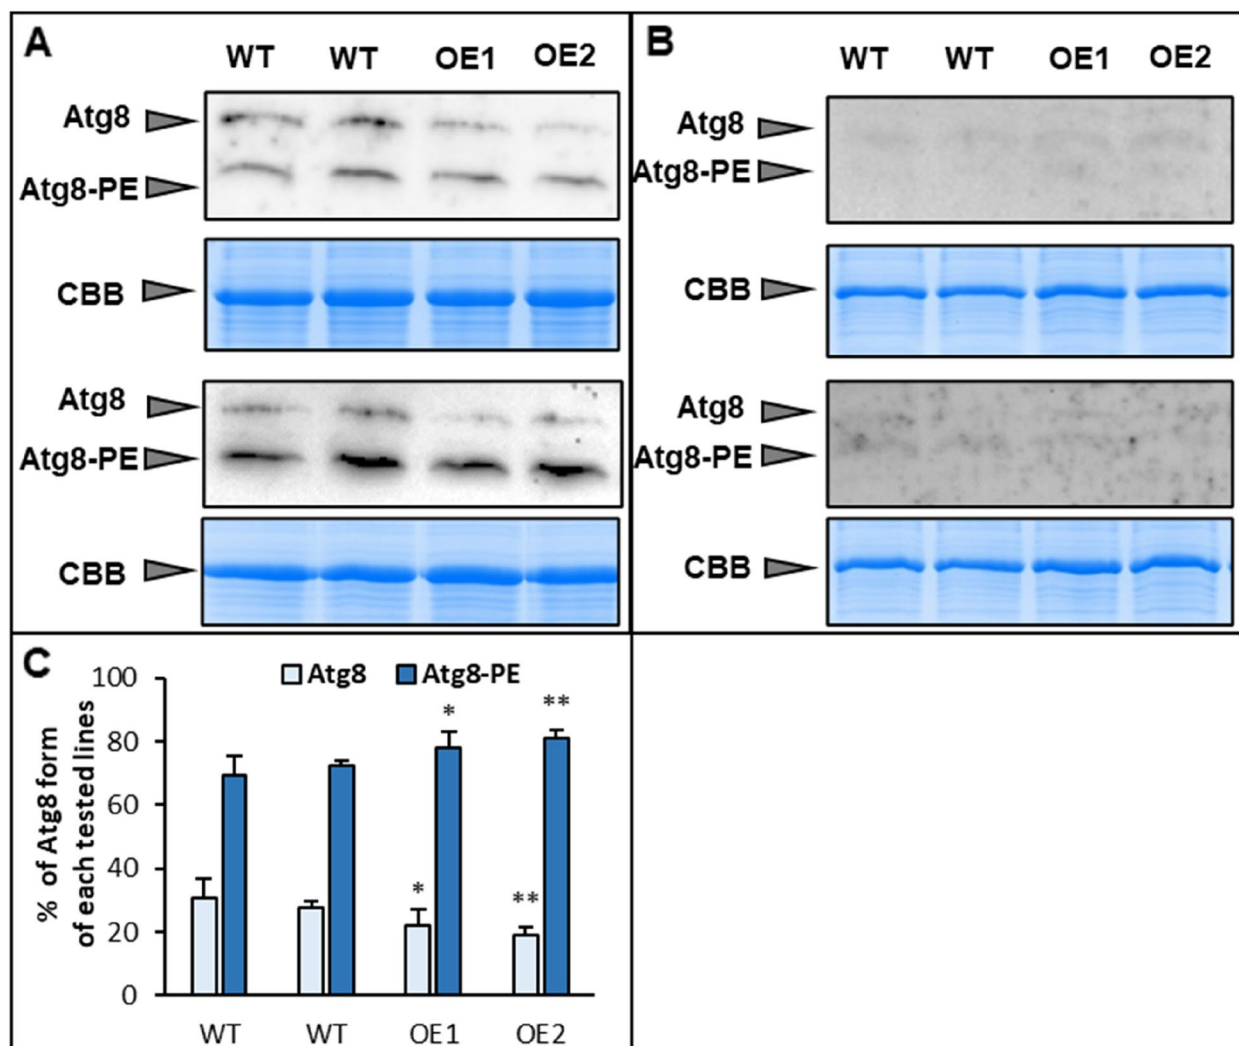 A
WT WT OE1 OE2
Atg8
Atg8-PE
CBB
Atg8
Atg8-PE
CBB
B
WT WT OE1 OE2
Atg8
Atg8-PE
CBB
Atg8
Atg8-PE
CBB
C
Atg8 Atg8-PE
% of Atg8 form
of each tested lines
100
80
60
40
20
0
* **
* **
WT WT OE1 OE2